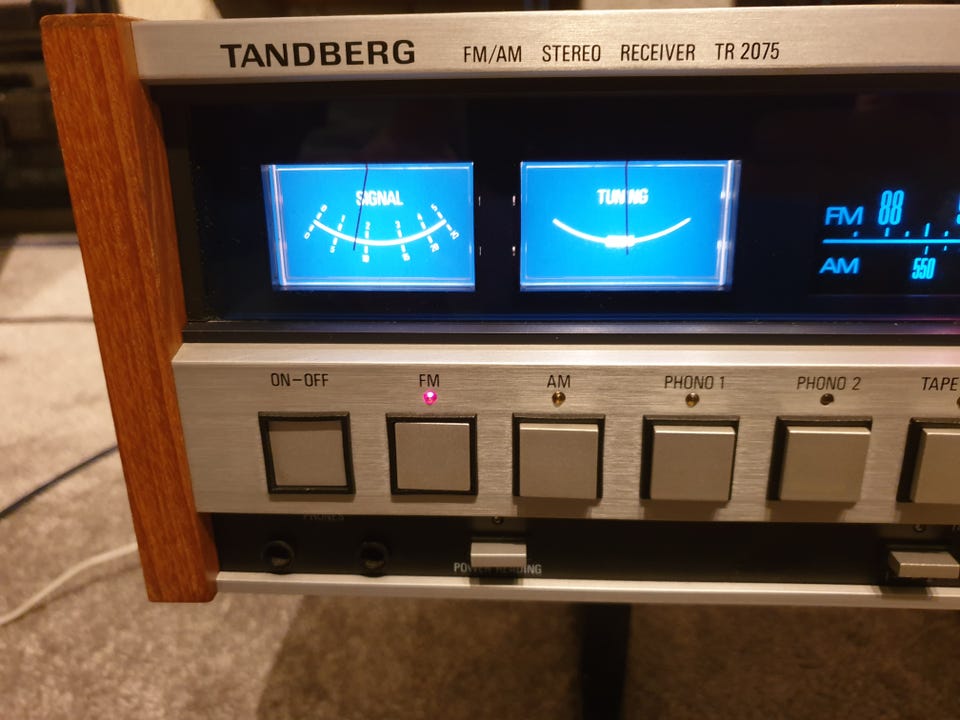 TANDBERG FM/AM STEREO RECEIVER TR 2075
SIGNAL TUNING
FM 88
AM 550
ON-OFF FM AM PHONO 1 PHONO 2 TAPE
PHONES
POWER READING